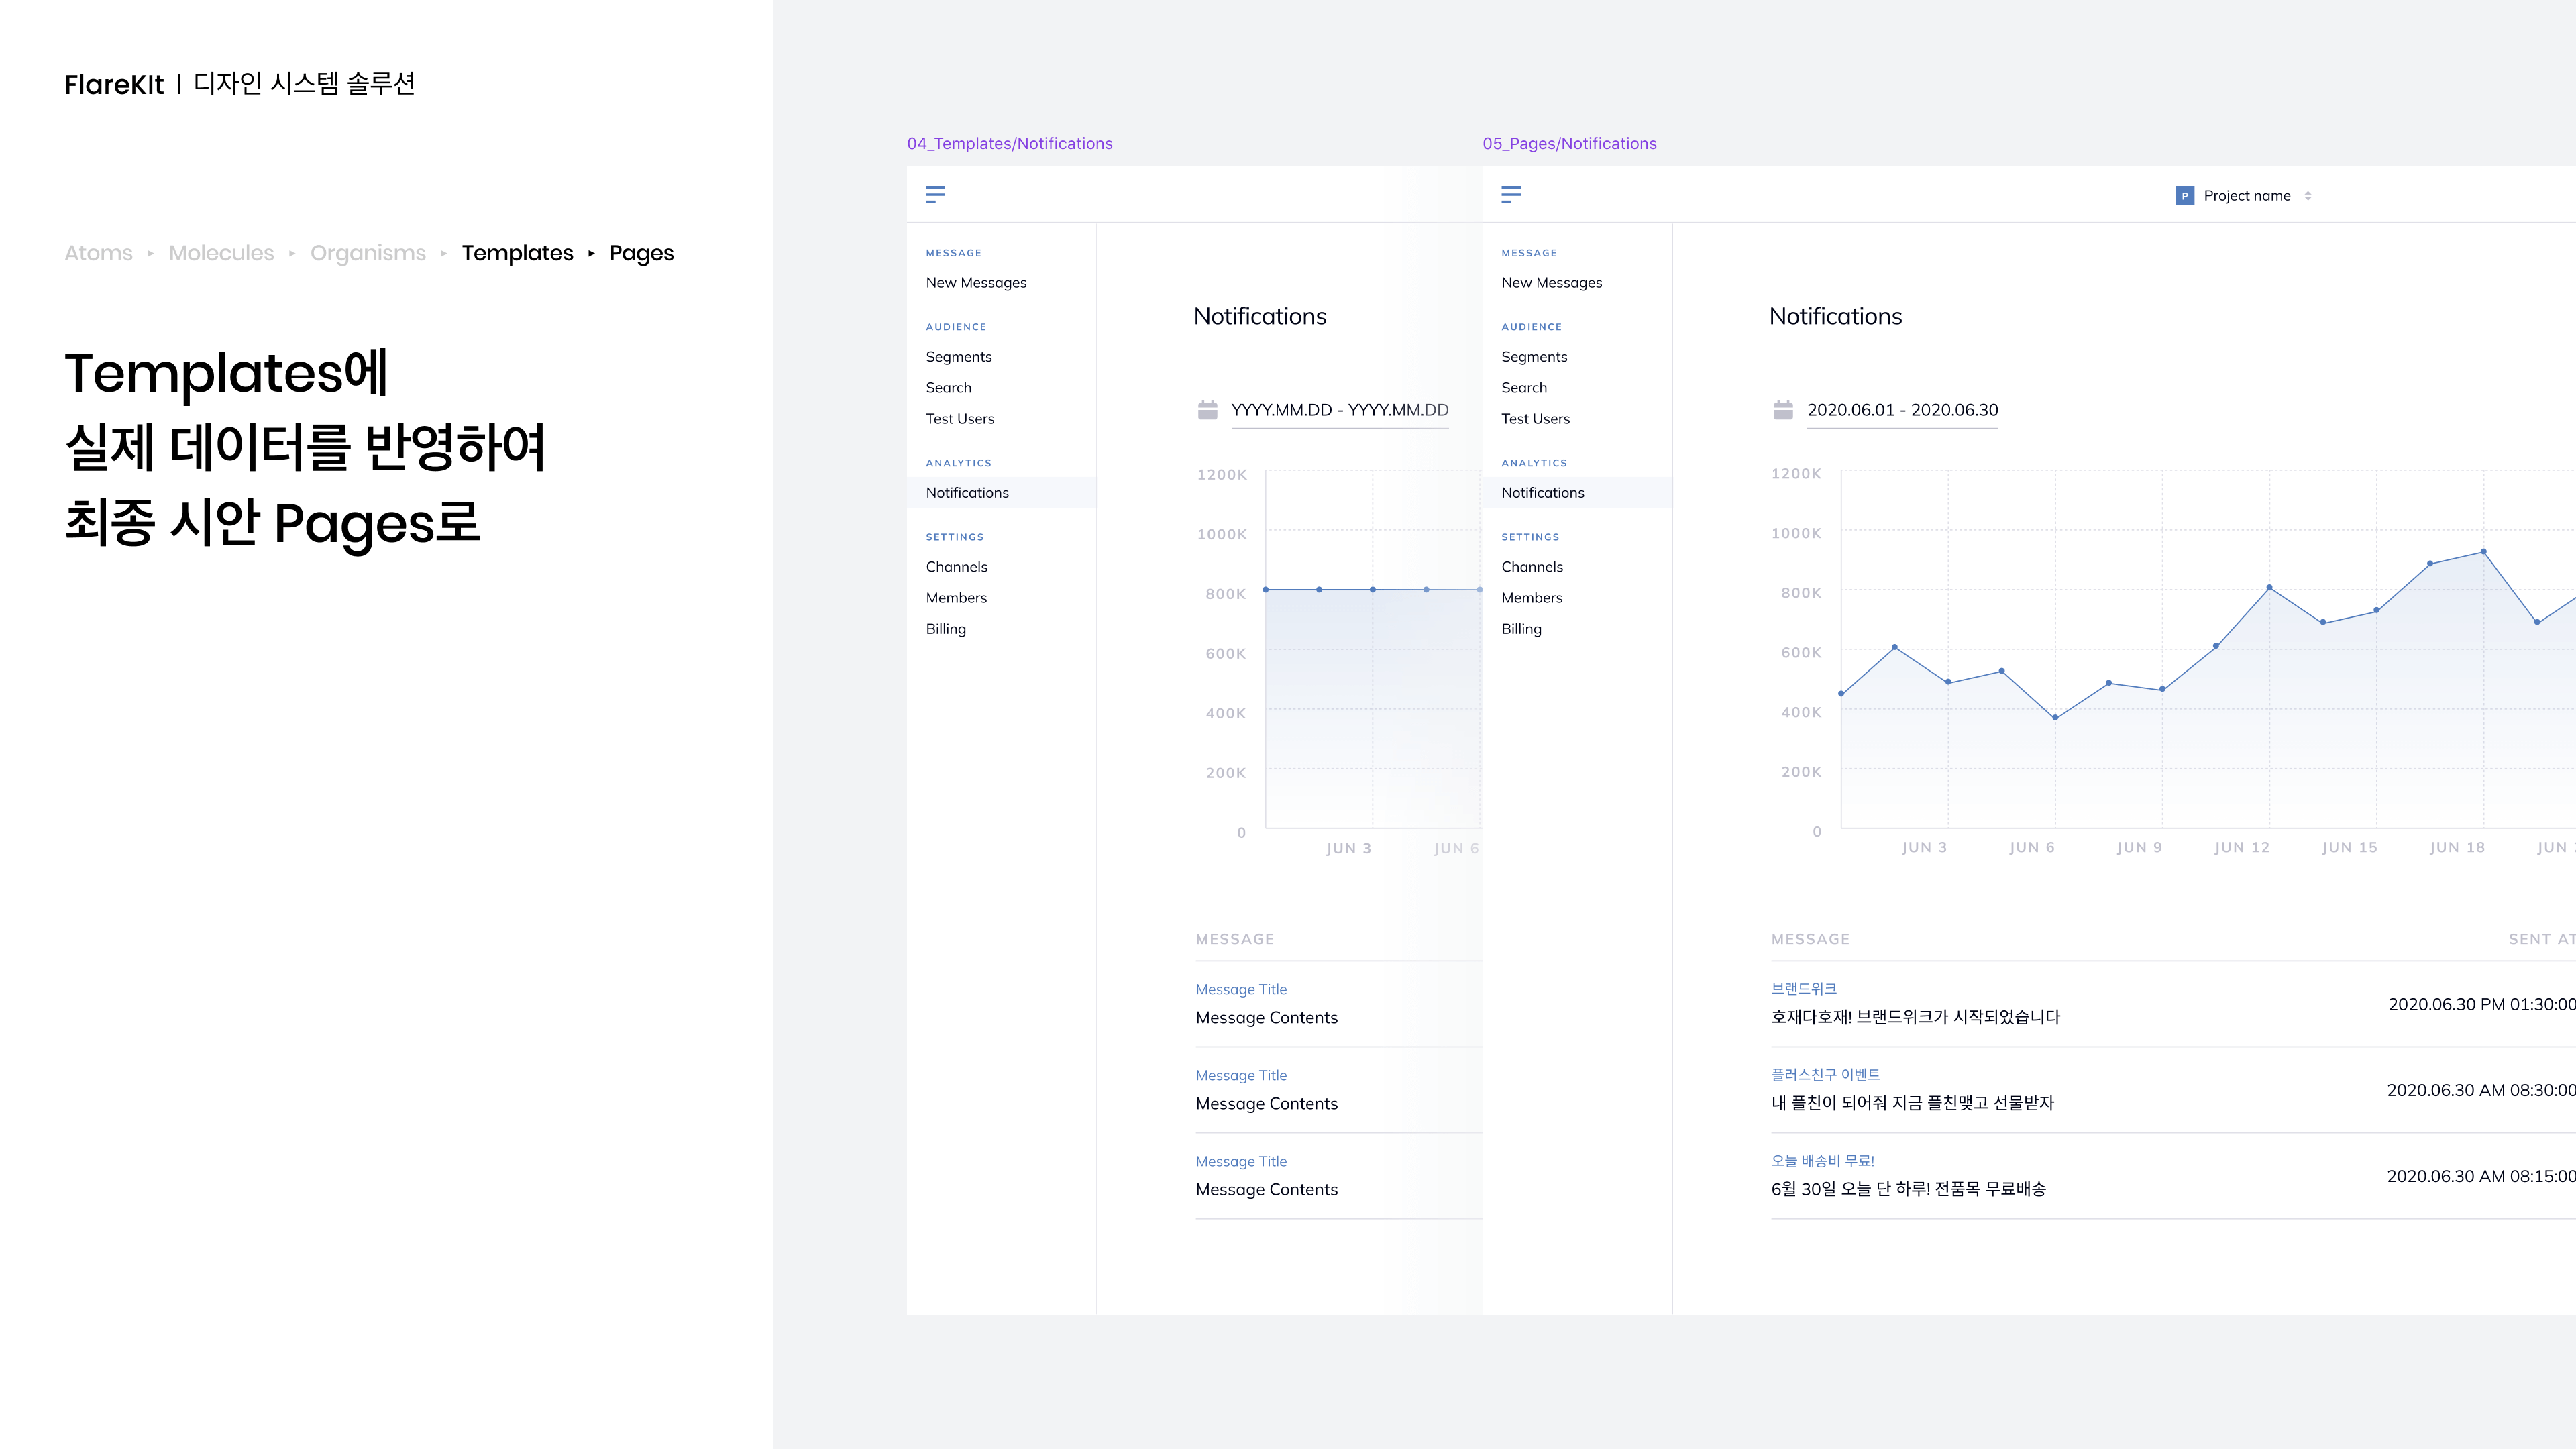 FlareKIt | 디자인 시스템 솔루션
Atoms ▸ Molecules ▸ Organisms ▸ Templates ▸ Pages
Templates에
실제 데이터를 반영하여
최종 시안 Pages로
04_Templates/Notifications
MESSAGE
New Messages
AUDIENCE
Segments
Search
Test Users
ANALYTICS
Notifications
SETTINGS
Channels
Members
Billing
Notifications
YYYY.MM.DD - YYYY.MM.DD
1200K
1000K
800K
600K
400K
200K
0
JUN 3 JUN 6
MESSAGE
Message Title
Message Contents
Message Title
Message Contents
Message Title
Message Contents
05_Pages/Notifications
P Project name
MESSAGE
New Messages
AUDIENCE
Segments
Search
Test Users
ANALYTICS
Notifications
SETTINGS
Channels
Members
Billing
Notifications
2020.06.01 - 2020.06.30
1200K
1000K
800K
600K
400K
200K
0
JUN 3 JUN 6 JUN 9 JUN 12 JUN 15 JUN 18 JUN
MESSAGE SENT AT
브랜드위크
호재다호재! 브랜드위크가 시작되었습니다
2020.06.30 PM 01:30:00
플러스친구 이벤트
내 플친이 되어줘 지금 플친맺고 선물받자
2020.06.30 AM 08:30:00
오늘 배송비 무료!
6월 30일 오늘 단 하루! 전품목 무료배송
2020.06.30 AM 08:15:00